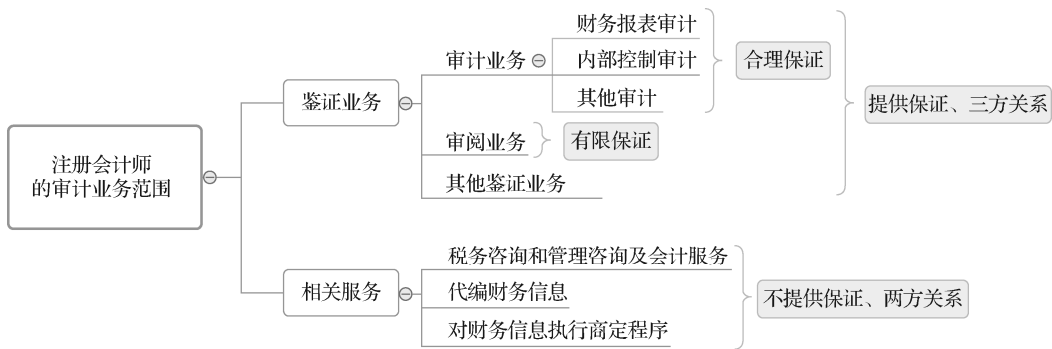 注册会计师
的审计业务范围
鉴证业务
审计业务
财务报表审计
内部控制审计
其他审计
合理保证
审阅业务
有限保证
其他鉴证业务
提供保证、三方关系
相关服务
税务咨询和管理咨询及会计服务
代编财务信息
对财务信息执行商定程序
不提供保证、两方关系